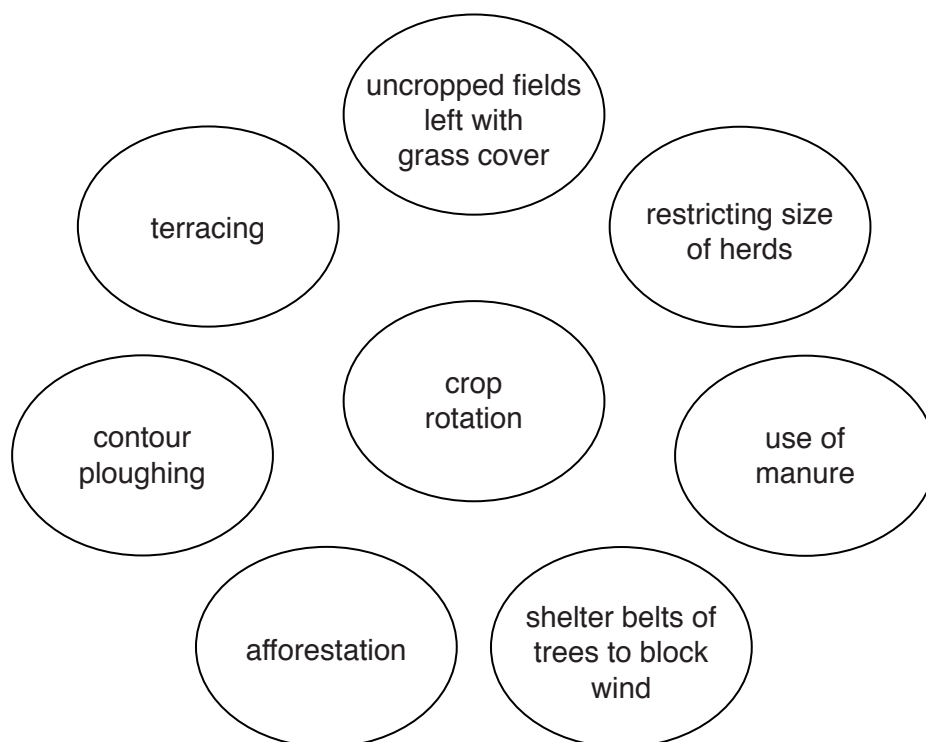 uncropped fields
left with
grass cover
terracing
restricting size
of herds
crop
rotation
contour
ploughing
use of
manure
afforestation
shelter belts of
trees to block
wind